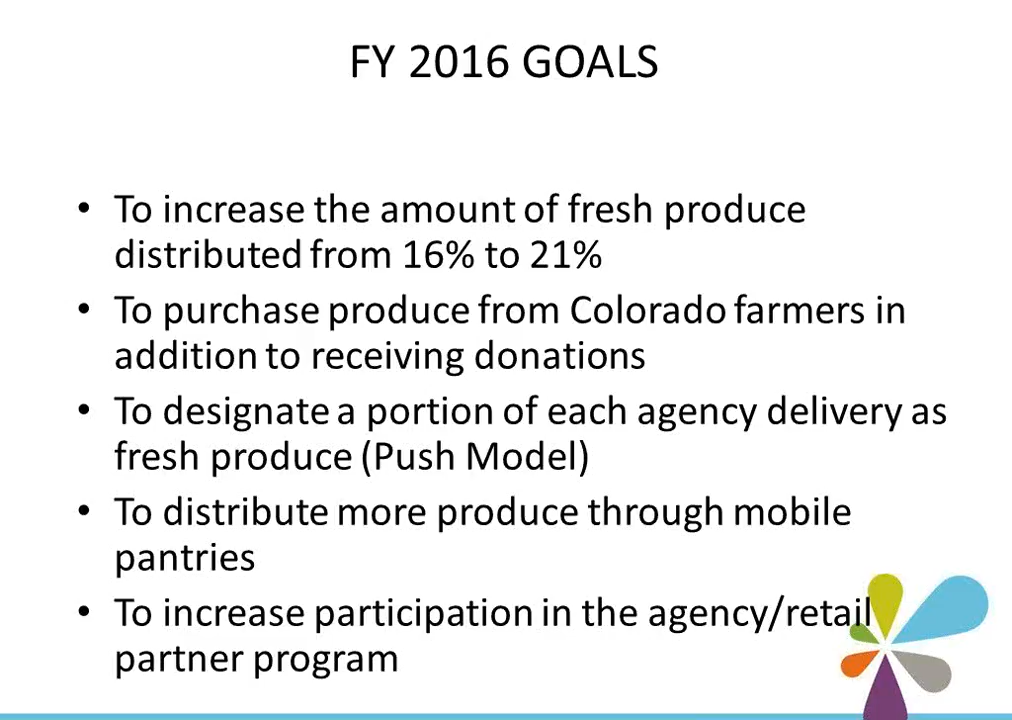 FY 2016 GOALS
• To increase the amount of fresh produce
distributed from 16% to 21%
• To purchase produce from Colorado farmers in
addition to receiving donations
• To designate a portion of each agency delivery as
fresh produce (Push Model)
• To distribute more produce through mobile
pantries
• To increase participation in the agency/retail
partner program